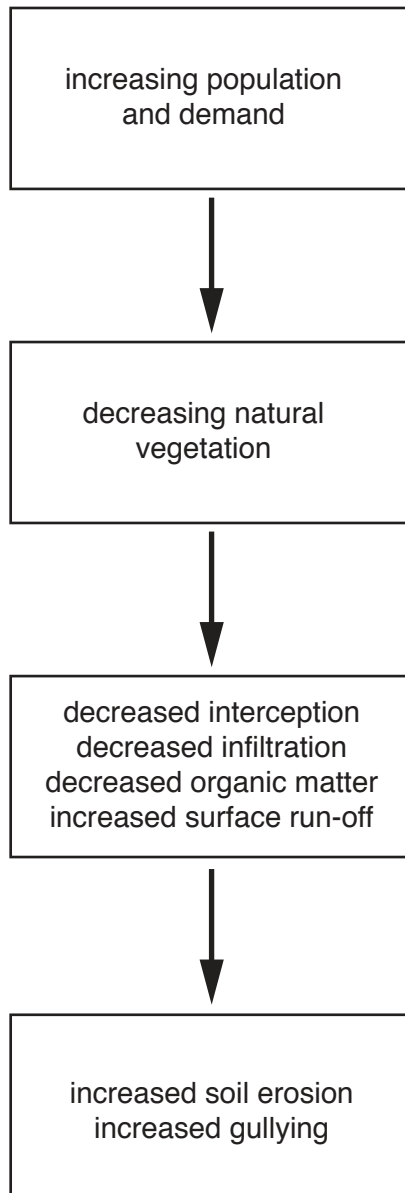 increasing population
and demand
decreasing natural
vegetation
decreased interception
decreased infiltration
decreased organic matter
increased surface run-off
increased soil erosion
increased gullying